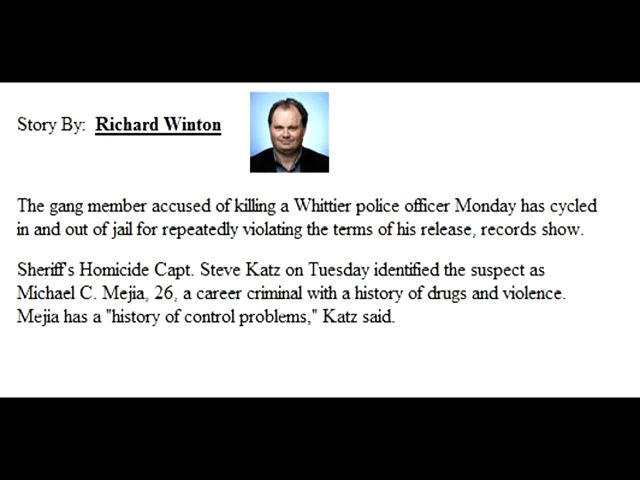 Story By: Richard Winton
The gang member accused of killing a Whittier police officer Monday has cycled
in and out of jail for repeatedly violating the terms of his release, records show.
Sheriff's Homicide Capt. Steve Katz on Tuesday identified the suspect as
Michael C. Mejia, 26, a career criminal with a history of drugs and violence.
Mejia has a "history of control problems," Katz said.